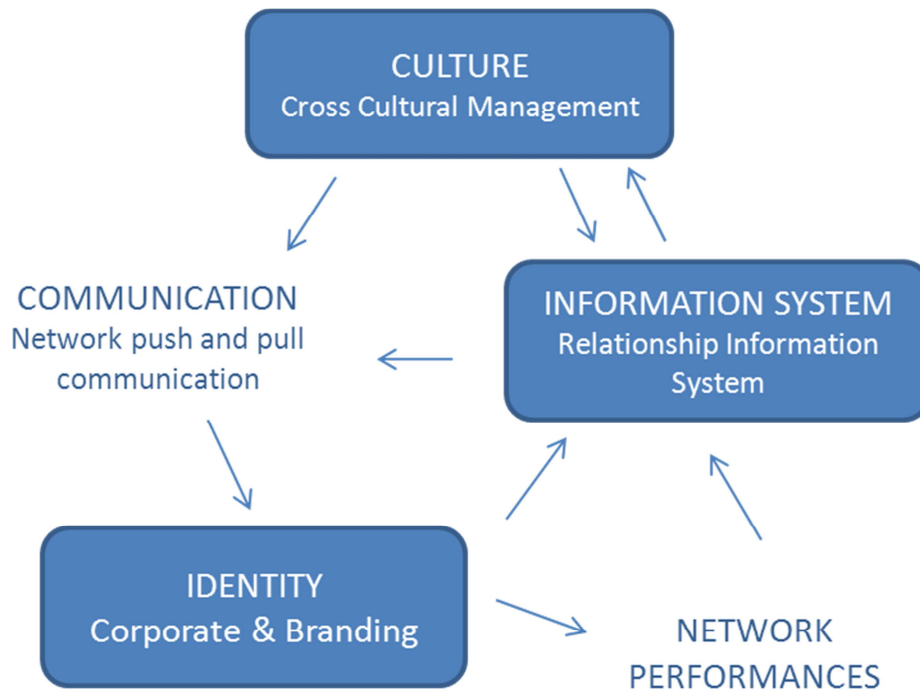 CULTURE
Cross Cultural Management
COMMUNICATION
Network push and pull
communication
INFORMATION SYSTEM
Relationship Information
System
IDENTITY
Corporate & Branding
NETWORK
PERFORMANCES